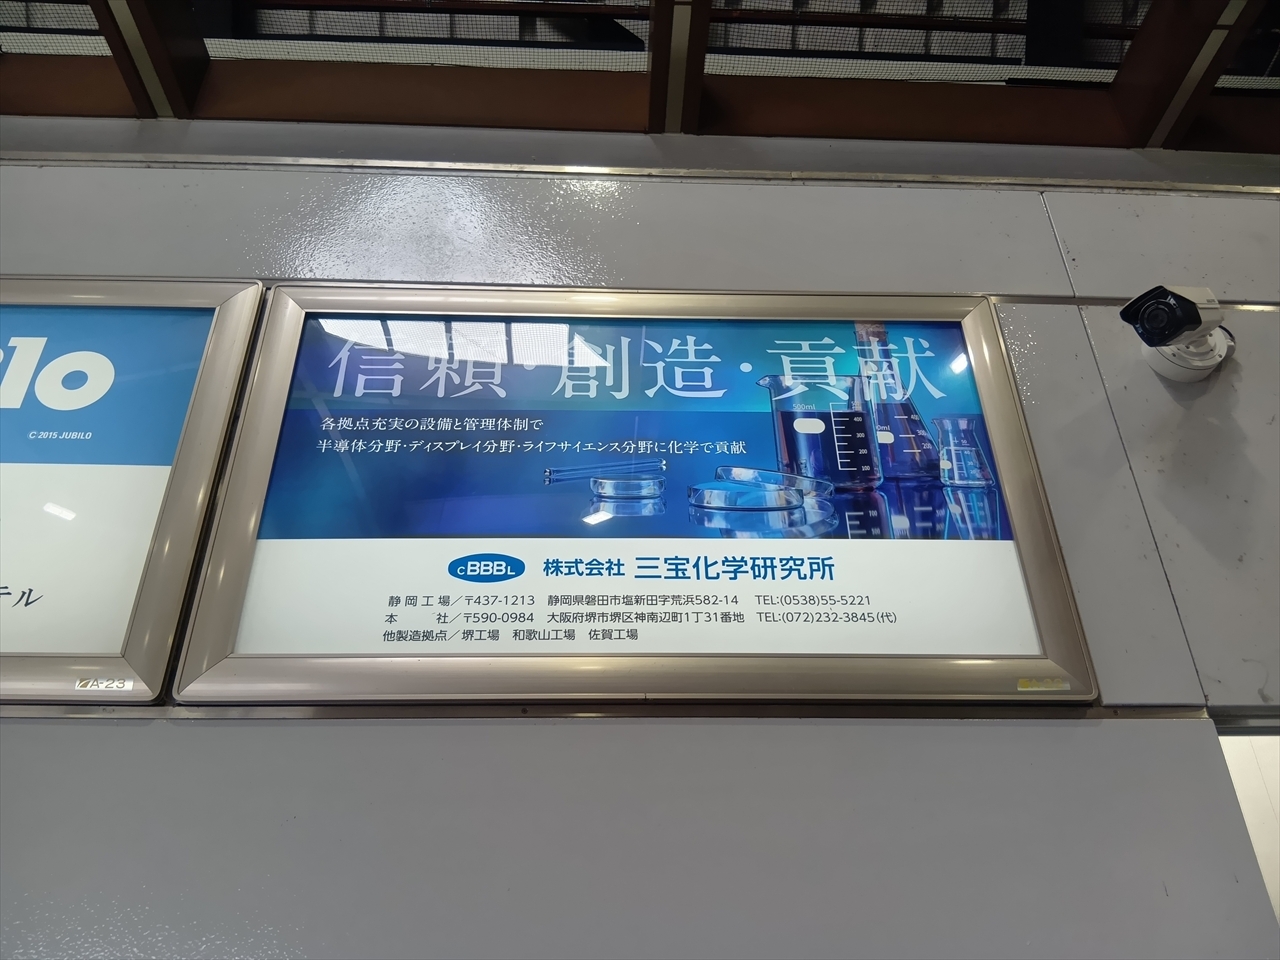 信頼・創造・貢献
各拠点充実の設備と管理体制で
半導体分野・ディスプレイ分野・ライフサイエンス分野に化学で貢献
500ml
400
300
200
100
CBBBL 株式会社 三宝化学研究所
静岡工場／〒437-1213 静岡県磐田市塩新田字荒浜582-14 TEL:(0538)55-5221
本社／〒590-0984 大阪府堺市堺区神南辺町1丁31番地 TEL:(072)232-3845(代)
他製造拠点／堺工場 和歌山工場 佐賀工場
lo
© 2015 JUBILO
テル
A-23